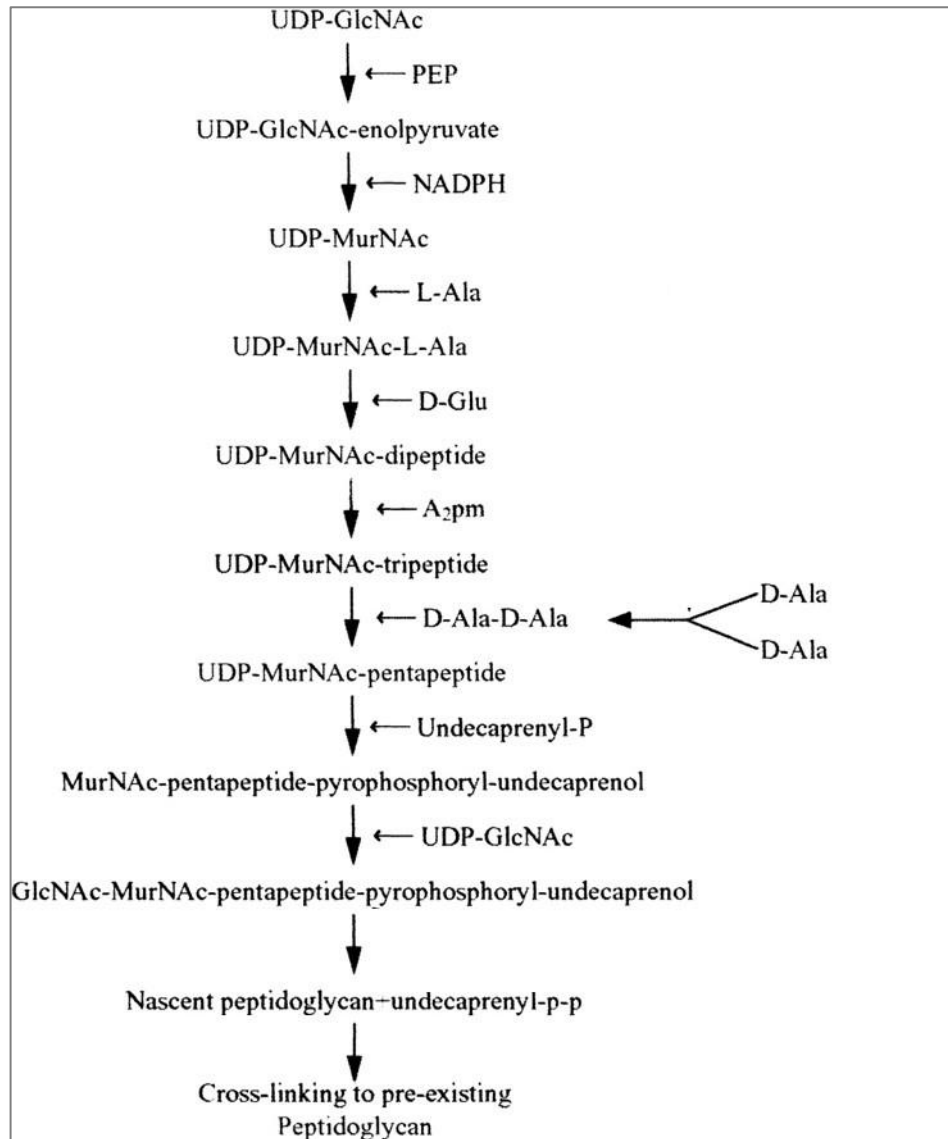 UDP-GlcNAc
PEP
UDP-GlcNAc-enolpyruvate
NADPH
UDP-MurNAc
L-Ala
UDP-MurNAc-L-Ala
D-Glu
UDP-MurNAc-dipeptide
A₂pm
UDP-MurNAc-tripeptide
D-Ala
D-Ala-D-Ala
D-Ala
UDP-MurNAc-pentapeptide
Undecaprenyl-P
MurNAc-pentapeptide-pyrophosphoryl-undecaprenol
UDP-GlcNAc
GlcNAc-MurNAc-pentapeptide-pyrophosphoryl-undecaprenol
Nascent peptidoglycan+undecaprenyl-p-p
Cross-linking to pre-existing
Peptidoglycan